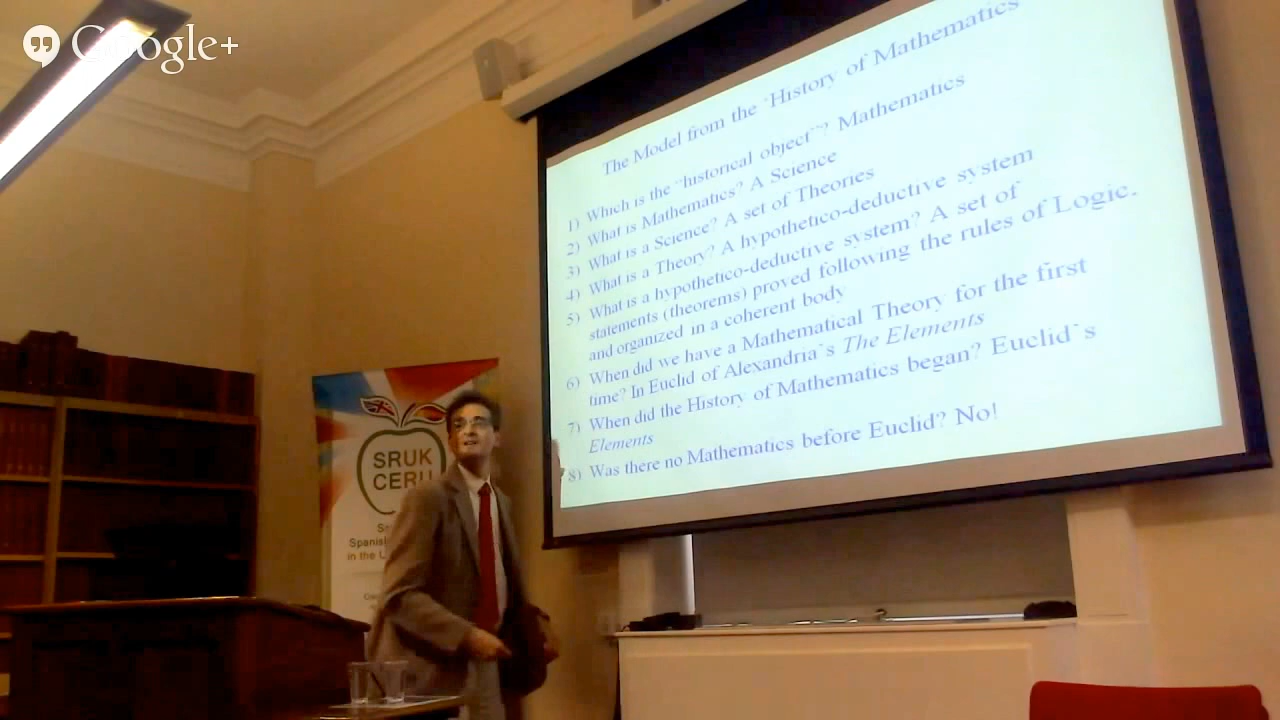 Google+
The Model from the ‘History of Mathematics
1) Which is the “historical object”? Mathematics
2) What is Mathematics? A Science
3) What is a Science? A set of Theories
4) What is a Theory? A hypothetico-deductive system
5) What is a hypothetico-deductive system? A set of
statements (theorems) proved following the rules of Logic.
and organized in a coherent body
6) When did we have a Mathematical Theory for the first
time? In Euclid of Alexandria`s The Elements
7) When did the History of Mathematics began? Euclid`s
Elements
8) Was there no Mathematics before Euclid? No!
SRUK
CERU
Spanish
in the